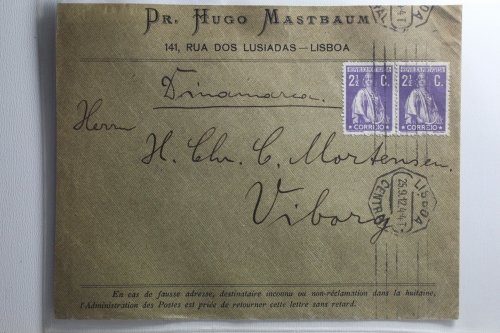 Dr. Hugo Mastbaum
141, RUA DOS LUSIADAS — LISBOA
LISBOA
2½ C. 2½ C.
CORREIO CORREIO
Dinamarca.
Herrn
H. Chr. C. Mortensen.
Viborg
LISBOA
CENTRAL
En cas de fausse adresse, destinataire inconnu ou non-réclamation dans la huitaine,
l'Administration des Postes est priée de retourner cette lettre sans retard.